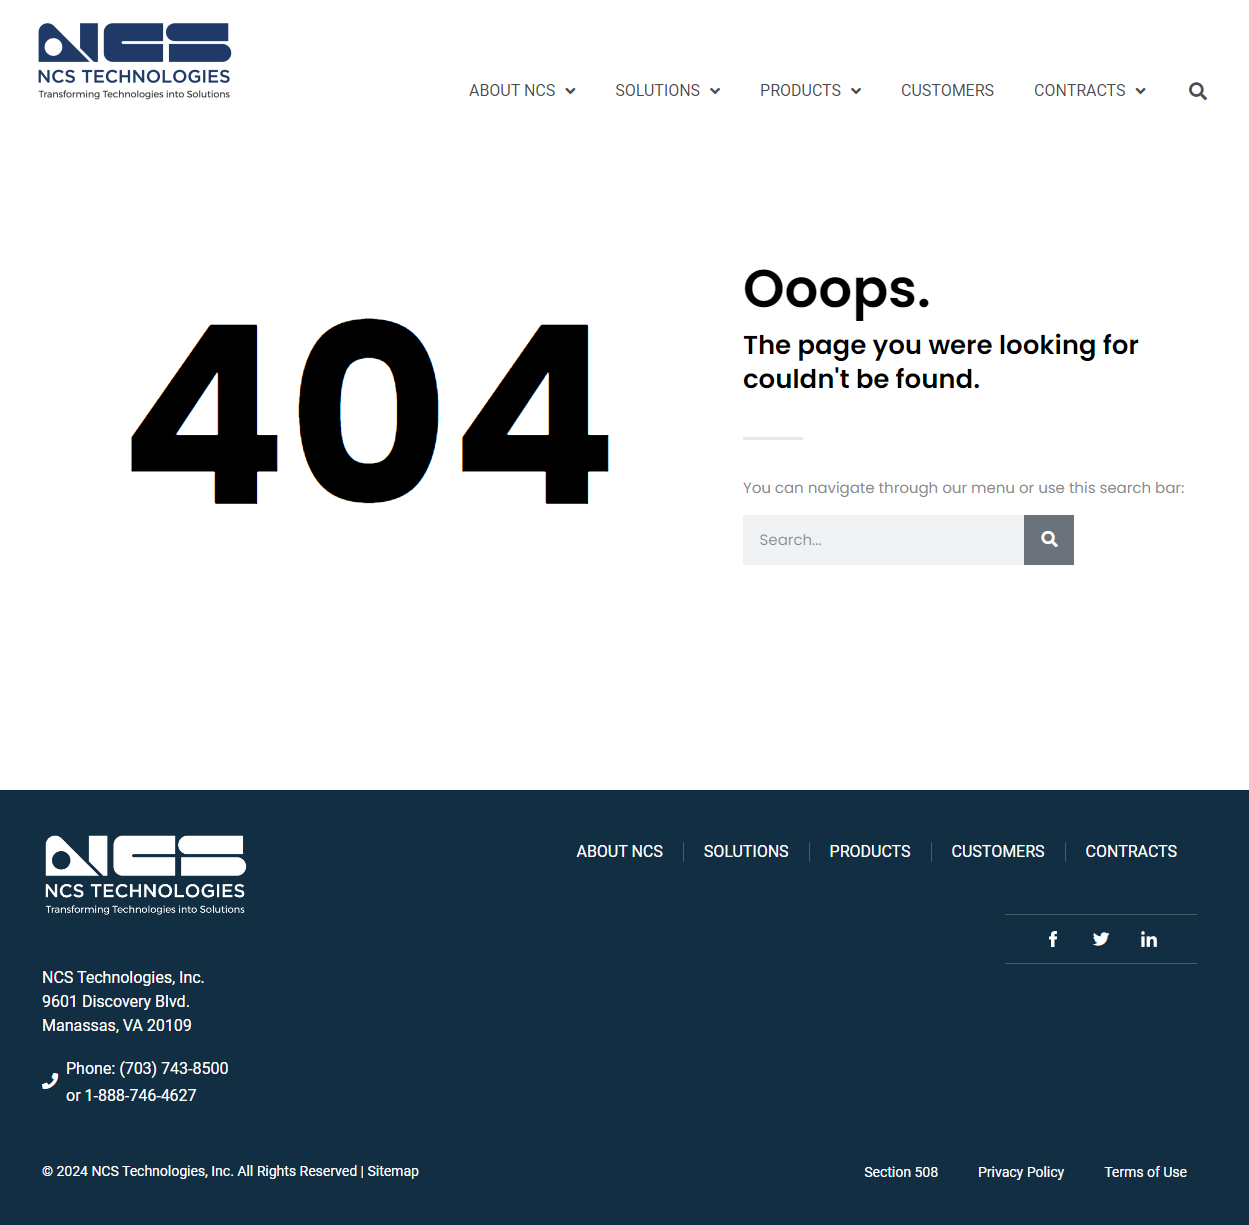 NCS
NCS TECHNOLOGIES
Transforming Technologies into Solutions
ABOUT NCS SOLUTIONS PRODUCTS CUSTOMERS CONTRACTS
404
Ooops.
The page you were looking for
couldn't be found.
You can navigate through our menu or use this search bar:
Search...
NCS
NCS TECHNOLOGIES
Transforming Technologies into Solutions
ABOUT NCS SOLUTIONS PRODUCTS CUSTOMERS CONTRACTS
NCS Technologies, Inc.
9601 Discovery Blvd.
Manassas, VA 20109
Phone: (703) 743-8500
or 1-888-746-4627
© 2024 NCS Technologies, Inc. All Rights Reserved | Sitemap
Section 508 Privacy Policy Terms of Use